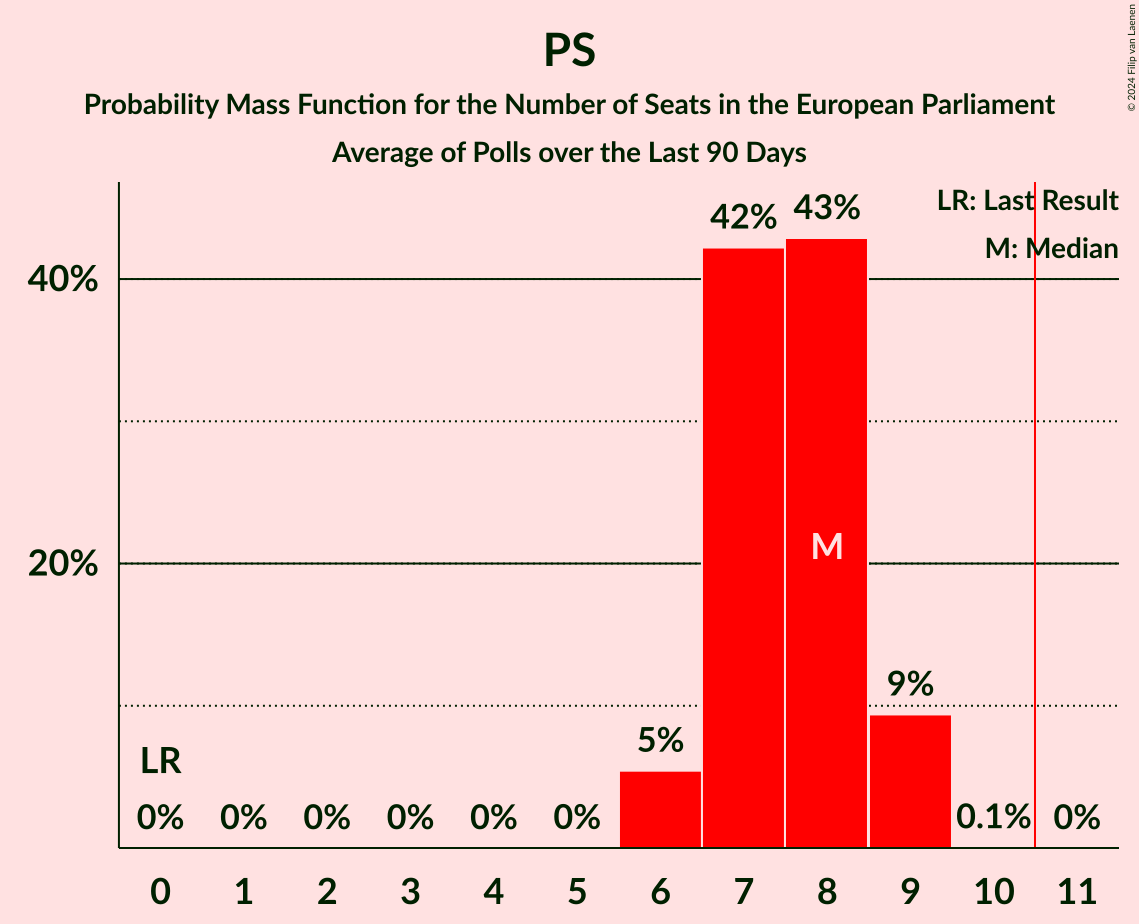 PS
Probability Mass Function for the Number of Seats in the European Parliament
Average of Polls over the Last 90 Days
© 2024 Filip van Laenen
LR: Last Result
M: Median
42%
43%
40%
M
20%
9%
5%
LR
0% 0% 0% 0% 0% 0% 0.1% 0%
0 1 2 3 4 5 6 7 8 9 10 11